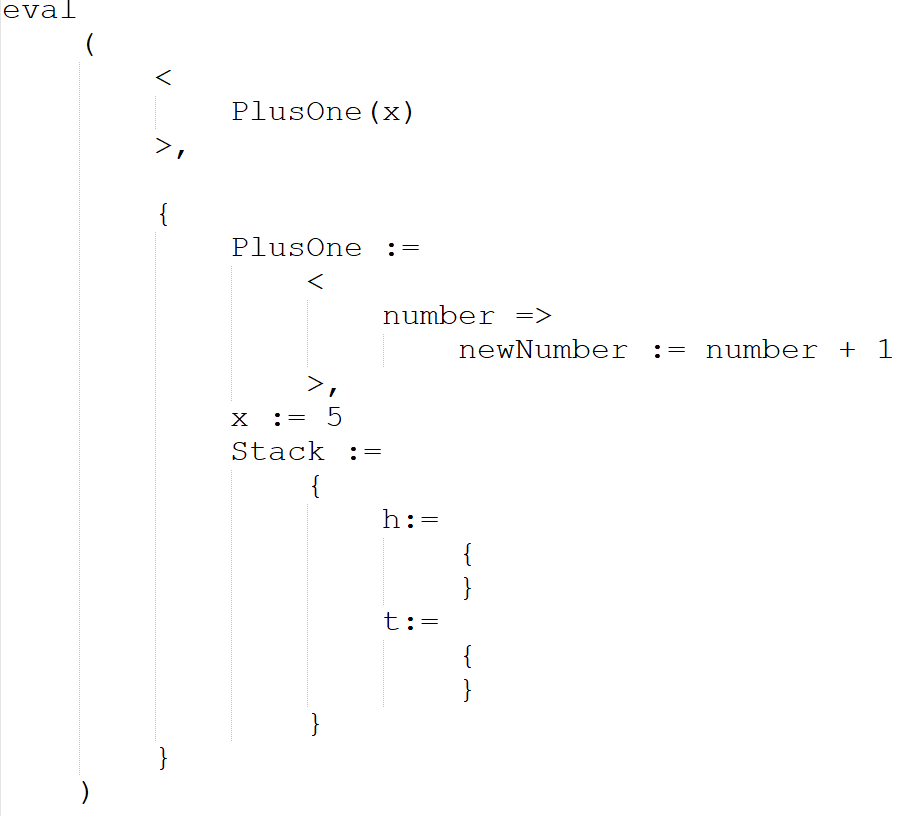 eval
(
<
PlusOne(x)
>,
{
PlusOne :=
<
number =>
newNumber := number + 1
>,
x := 5
Stack :=
{
h:=
{
}
t:=
{
}
}
}
)